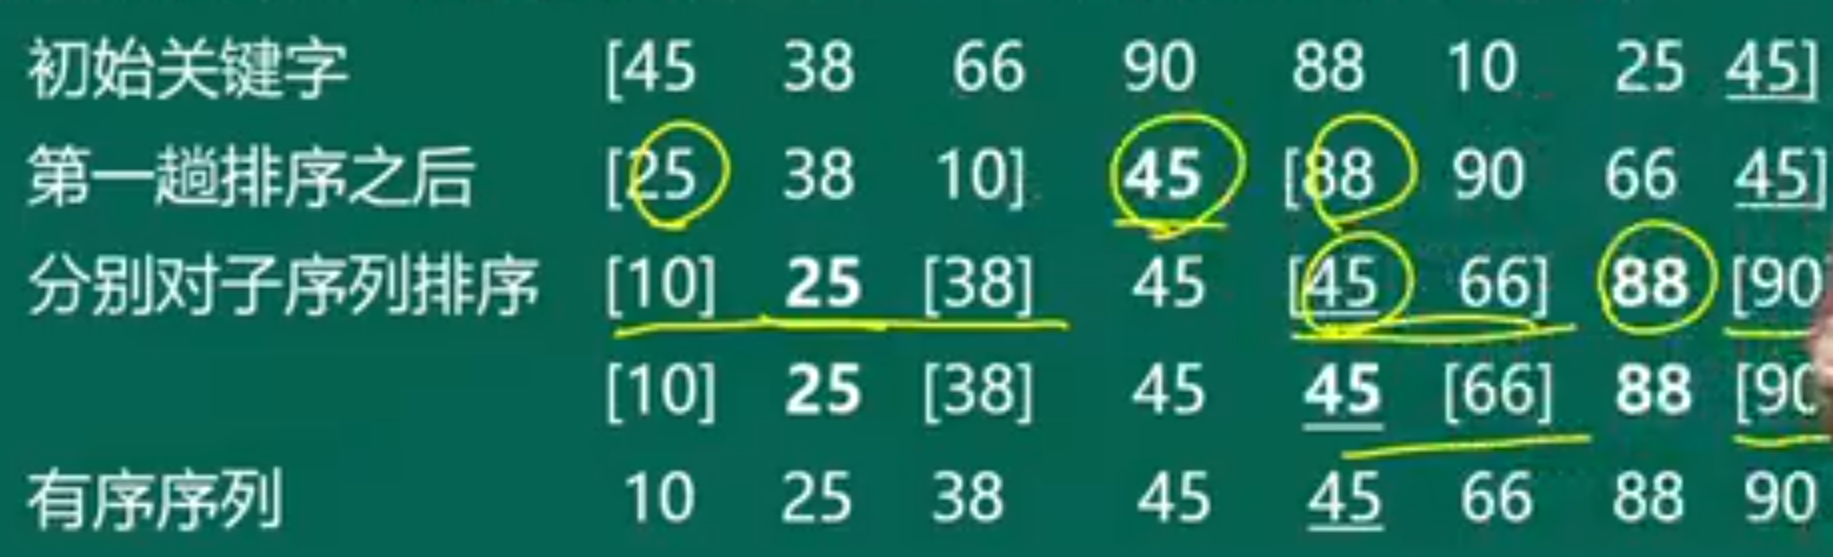 初始关键字 [45 38 66 90 88 10 25 45]
第一趟排序之后 [25 38 10] 45 [88 90 66 45]
分别对子序列排序 [10] 25 [38] 45 [45 66] 88 [90
[10] 25 [38] 45 45 [66] 88 [90
有序序列 10 25 38 45 45 66 88 90